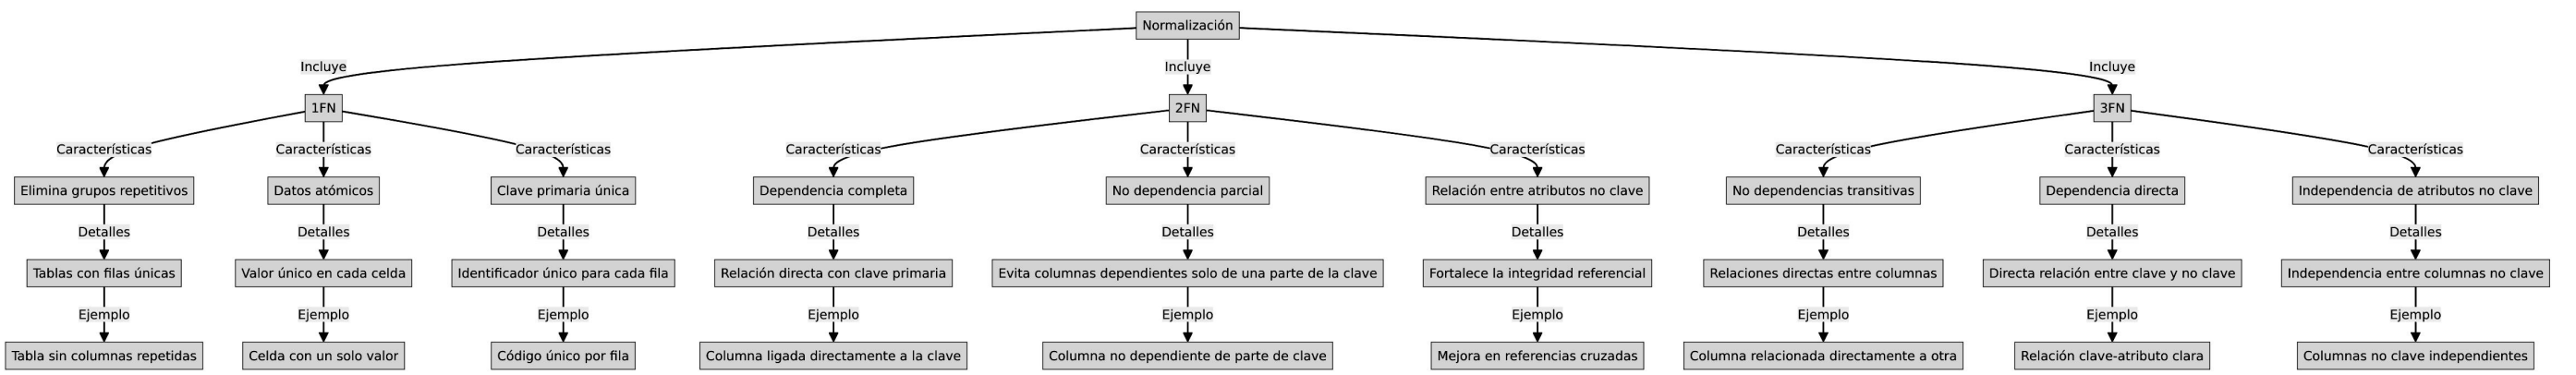 Normalización
Incluye
Incluye
Incluye
1FN
2FN
3FN
Características
Características
Características
Características
Características
Características
Características
Características
Características
Elimina grupos repetitivos
Datos atómicos
Clave primaria única
Dependencia completa
No dependencia parcial
Relación entre atributos no clave
No dependencias transitivas
Dependencia directa
Independencia de atributos no clave
Detalles
Detalles
Detalles
Detalles
Detalles
Detalles
Detalles
Detalles
Detalles
Tablas con filas únicas
Valor único en cada celda
Identificador único para cada fila
Relación directa con clave primaria
Evita columnas dependientes solo de una parte de la clave
Fortalece la integridad referencial
Relaciones directas entre columnas
Directa relación entre clave y no clave
Independencia entre columnas no clave
Ejemplo
Ejemplo
Ejemplo
Ejemplo
Ejemplo
Ejemplo
Ejemplo
Ejemplo
Ejemplo
Tabla sin columnas repetidas
Celda con un solo valor
Código único por fila
Columna ligada directamente a la clave
Columna no dependiente de parte de clave
Mejora en referencias cruzadas
Columna relacionada directamente a otra
Relación clave-atributo clara
Columnas no clave independientes